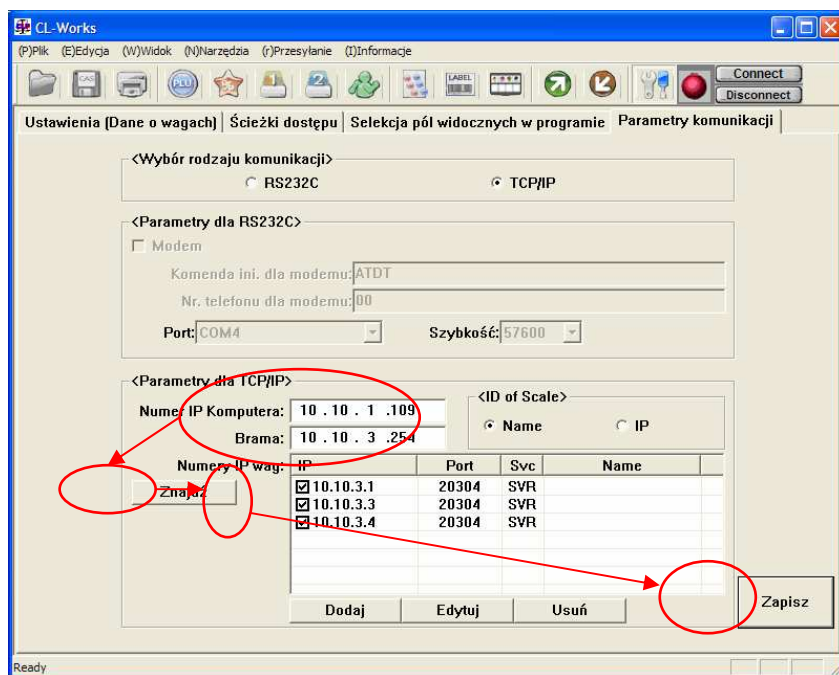 CL-Works
(P)Plik (E)Edycja (W)Widok (N)Narzędzia (r)Przesyłanie (I)Informacje
CAS PLU 1 2 LABEL Connect
Disconnect
Ustawienia (Dane o wagach) Ścieżki dostępu Selekcja pól widocznych w programie Parametry komunikacji
<Wybór rodzaju komunikacji>
RS232C TCP/IP
<Parametry dla RS232C>
Modem
Komenda ini. dla modemu: ATDT
Nr. telefonu dla modemu: 00
Port: COM4 Szybkość: 57600
<Parametry dla TCP/IP>
<ID of Scale>
Numer IP Komputera: 10 . 10 . 1 .109
Name IP
Brama: 10 . 10 . 3 .254
Numery IP wag: IP Port Svc Name
Znajdź
10.10.3.1 20304 SVR
10.10.3.3 20304 SVR
10.10.3.4 20304 SVR
Dodaj Edytuj Usuń
Zapisz
Ready